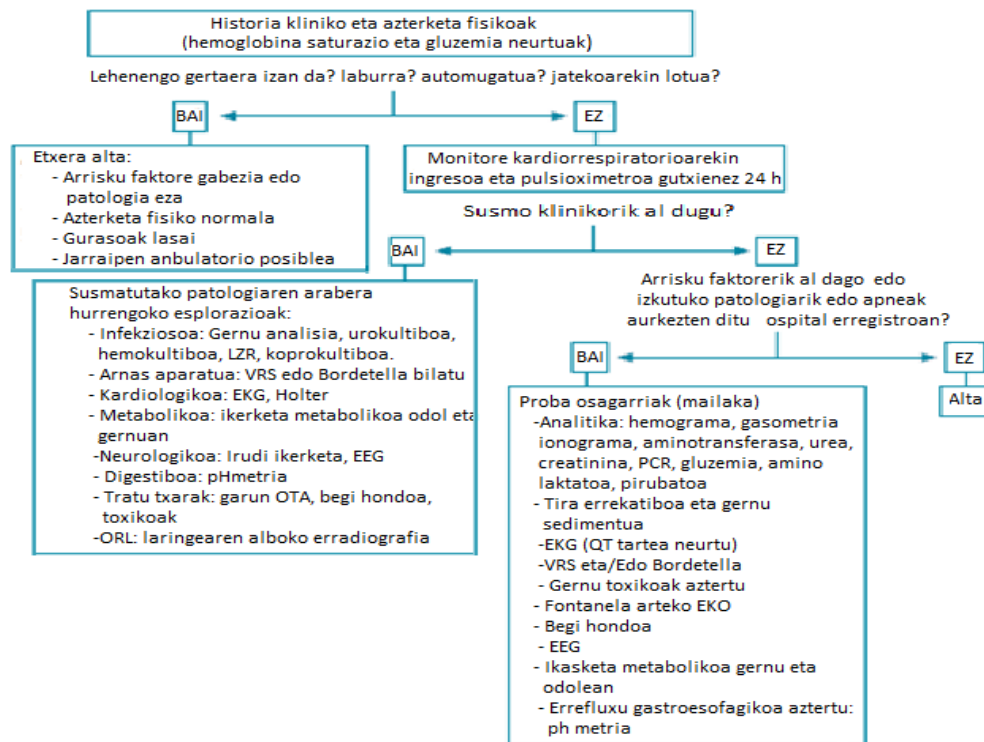 Historia kliniko eta azterketa fisikoak
(hemoglobina saturazio eta gluzemia neurtuak)
Lehenengo gertaera izan da? laburra? automugatua? jatekoarekin lotua?
BAI
EZ
Etxera alta:
- Arrisku faktore gabezia edo
patologia eza
- Azterketa fisiko normala
- Gurasoak lasai
- Jarraipen anbulatorio posiblea
Monitore kardiorrespiratorioarekin
ingresoa eta pulsioximetroa gutxienez 24 h
Susmo klinikorik al dugu?
BAI
EZ
Susmatutako patologiaren arabera
hurrengo esplorazioak:
- Infekziosoa: Gernu analisia, urokultiboa,
hemokultiboa, LZR, koprokultiboa.
- Arnas aparatua: VRS edo Bordetella bilatu
- Kardiologikoa: EKG, Holter
- Metabolikoa: ikerketa metabolikoa odol eta
gernuan
-Neurologikoa: Irudi ikerketa, EEG
- Digestiboa: pHmetria
- Tratu txarak: garun OTA, begi hondoa,
toxikoak
-ORL: laringearen alboko erradiografia
Arrisku faktorerik al dago edo
izkutuko patologiarik edo apneak
aurkezten ditu ospital erregistroan?
BAI
EZ
Alta
Proba osagarriak (mailaka)
-Analitika: hemograma, gasometria
ionograma, aminotransferasa, urea,
creatinina, PCR, gluzemia, amino
laktatoa, pirubatoa
- Tira errekatiboa eta gernu
sedimentua
-EKG (QT tartea neurtu)
-VRS eta/Edo Bordetella
- Gernu toxikoak aztertu
- Fontanela arteko EKO
- Begi hondoa
- EEG
- Ikasketa metabolikoa gernu eta
odolean
- Errefluxu gastroesofagikoa aztertu:
ph metria